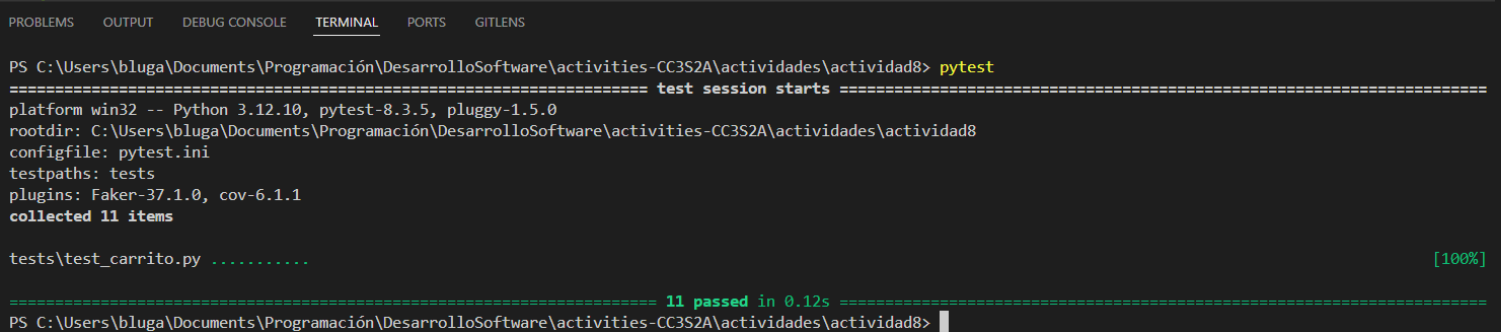 PROBLEMS OUTPUT DEBUG CONSOLE TERMINAL PORTS GITLENS
PS C:\Users\bluga\Documents\Programación\DesarrolloSoftware\activities-CC3S2A\actividades\actividad8> pytest
============================================================================ test session starts ============================================================================
platform win32 -- Python 3.12.10, pytest-8.3.5, pluggy-1.5.0
rootdir: C:\Users\bluga\Documents\Programación\DesarrolloSoftware\activities-CC3S2A\actividades\actividad8
configfile: pytest.ini
testpaths: tests
plugins: Faker-37.1.0, cov-6.1.1
collected 11 items
tests\test_carrito.py ........... [100%]
============================================================================= 11 passed in 0.12s =============================================================================
PS C:\Users\bluga\Documents\Programación\DesarrolloSoftware\activities-CC3S2A\actividades\actividad8>